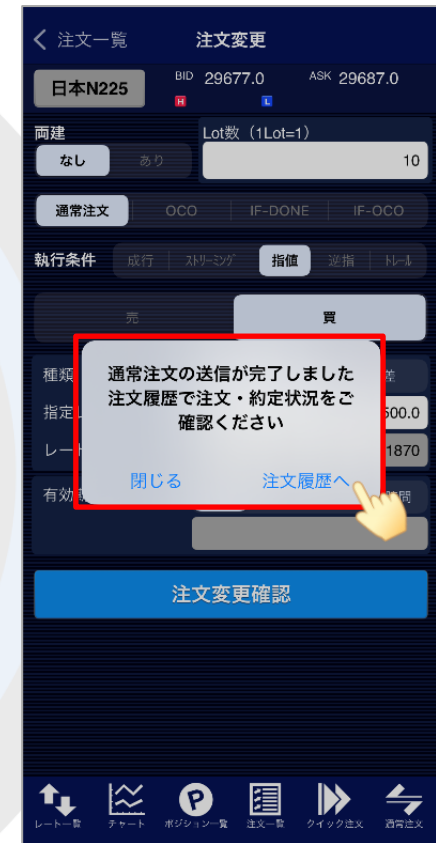 注文一覧
注文変更
日本N225
BID 29677.0
ASK 29687.0
H
L
両建
Lot数（1Lot=1）
なし
あり
10
通常注文
OCO
IF-DONE
IF-OCO
執行条件
成行
ストリーミング
指値
逆指
トレール
売
買
種類
差
通常注文の送信が完了しました
注文履歴で注文・約定状況をご
確認ください
指定
500.0
レート
1870
閉じる
注文履歴へ
有効
時間
注文変更確認
レート一覧
チャート
ポジション一覧
注文一覧
クイック注文
通常注文